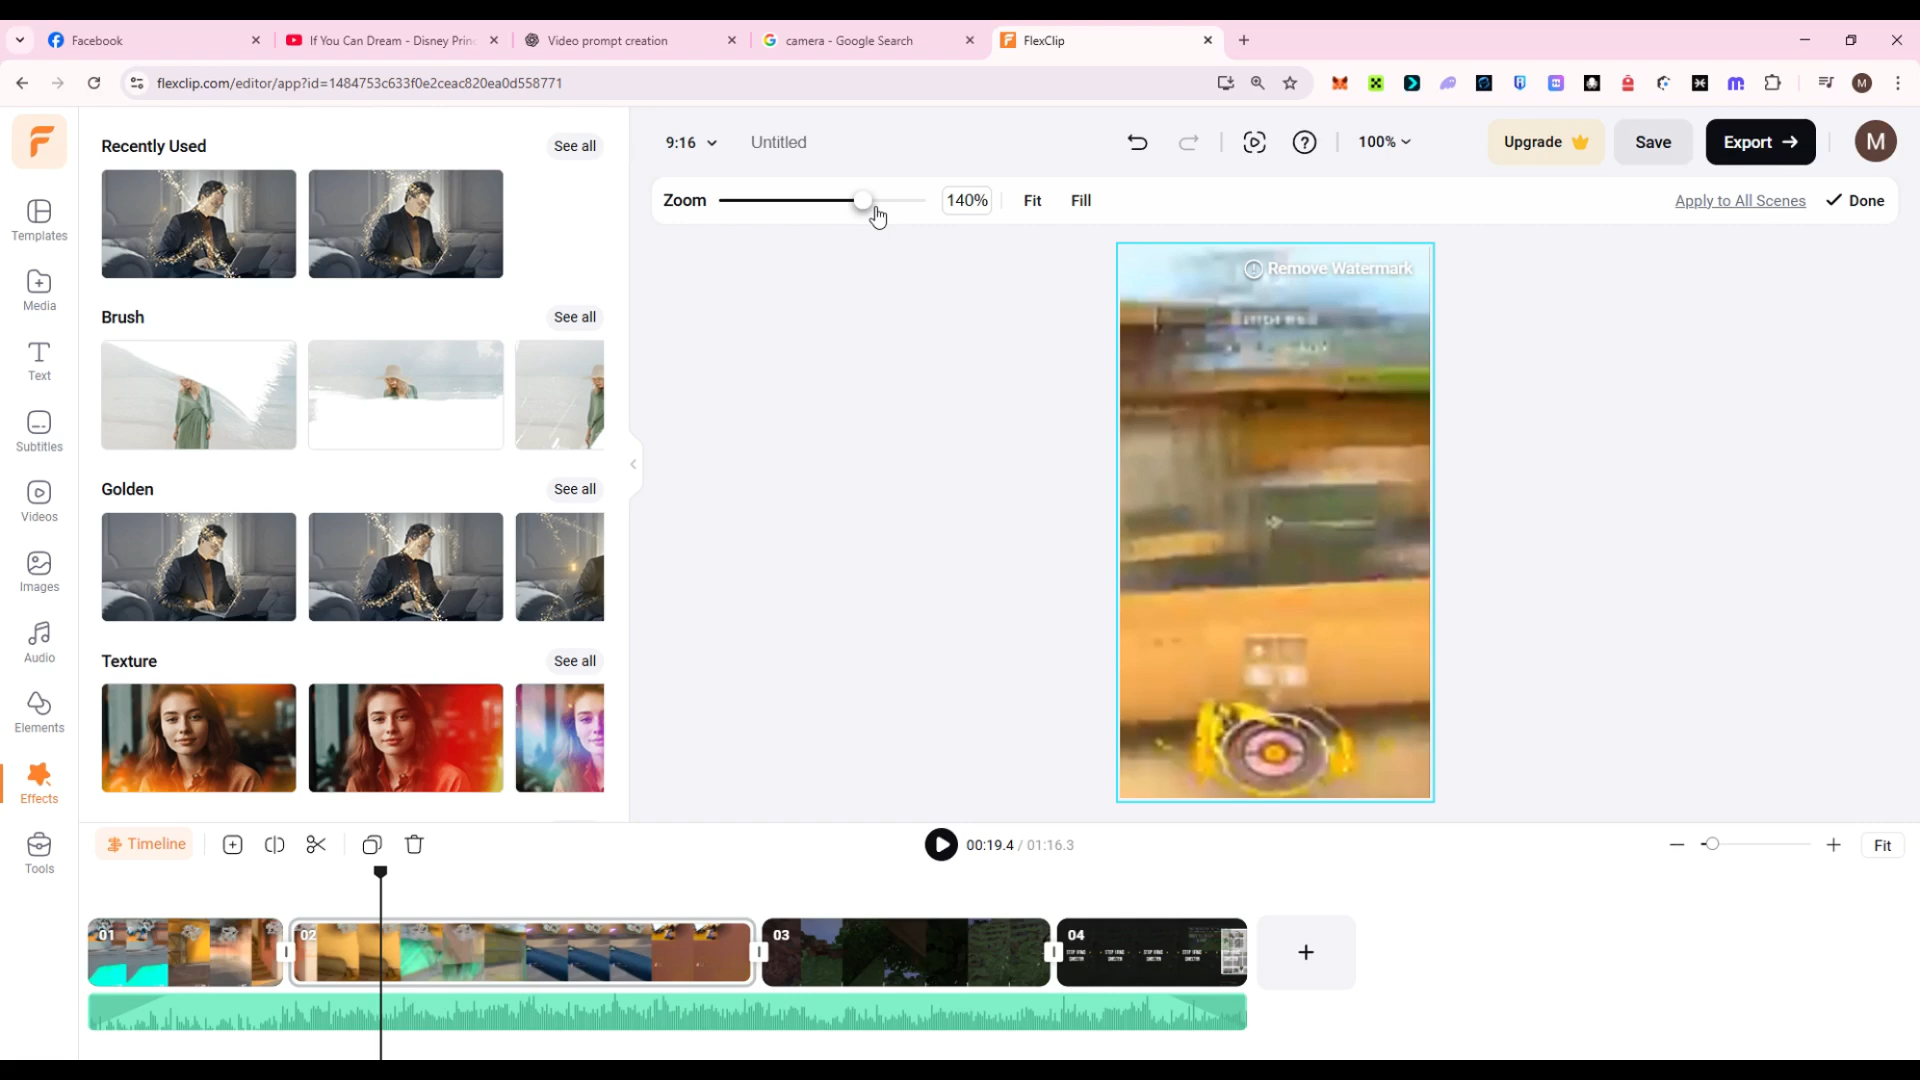 Facebook
If You Can Dream - Disney Princ
Video prompt creation
camera - Google Search
FlexClip
flexclip.com/editor/app?id=1484753c633f0e2ceac820ea0d558771
M
Recently Used
See all
9:16
Untitled
100%
Upgrade
Save
Export
M
Zoom
140%
Fit
Fill
Apply to All Scenes
Done
Templates
Media
Text
Subtitles
Videos
Images
Audio
Elements
Effects
Tools
Brush
See all
Golden
See all
Texture
See all
Remove Watermark
Timeline
00:19.4 / 01:16.3
Fit
01
02
03
04